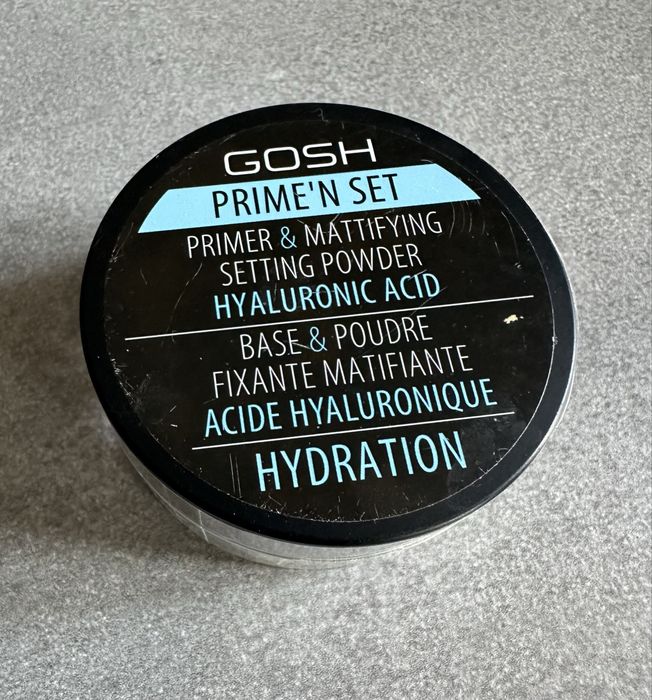 GOSH
PRIME'N SET
PRIMER & MATTIFYING
SETTING POWDER
HYALURONIC ACID
BASE & POUDRE
FIXANTE MATIFIANTE
ACIDE HYALURONIQUE
HYDRATION